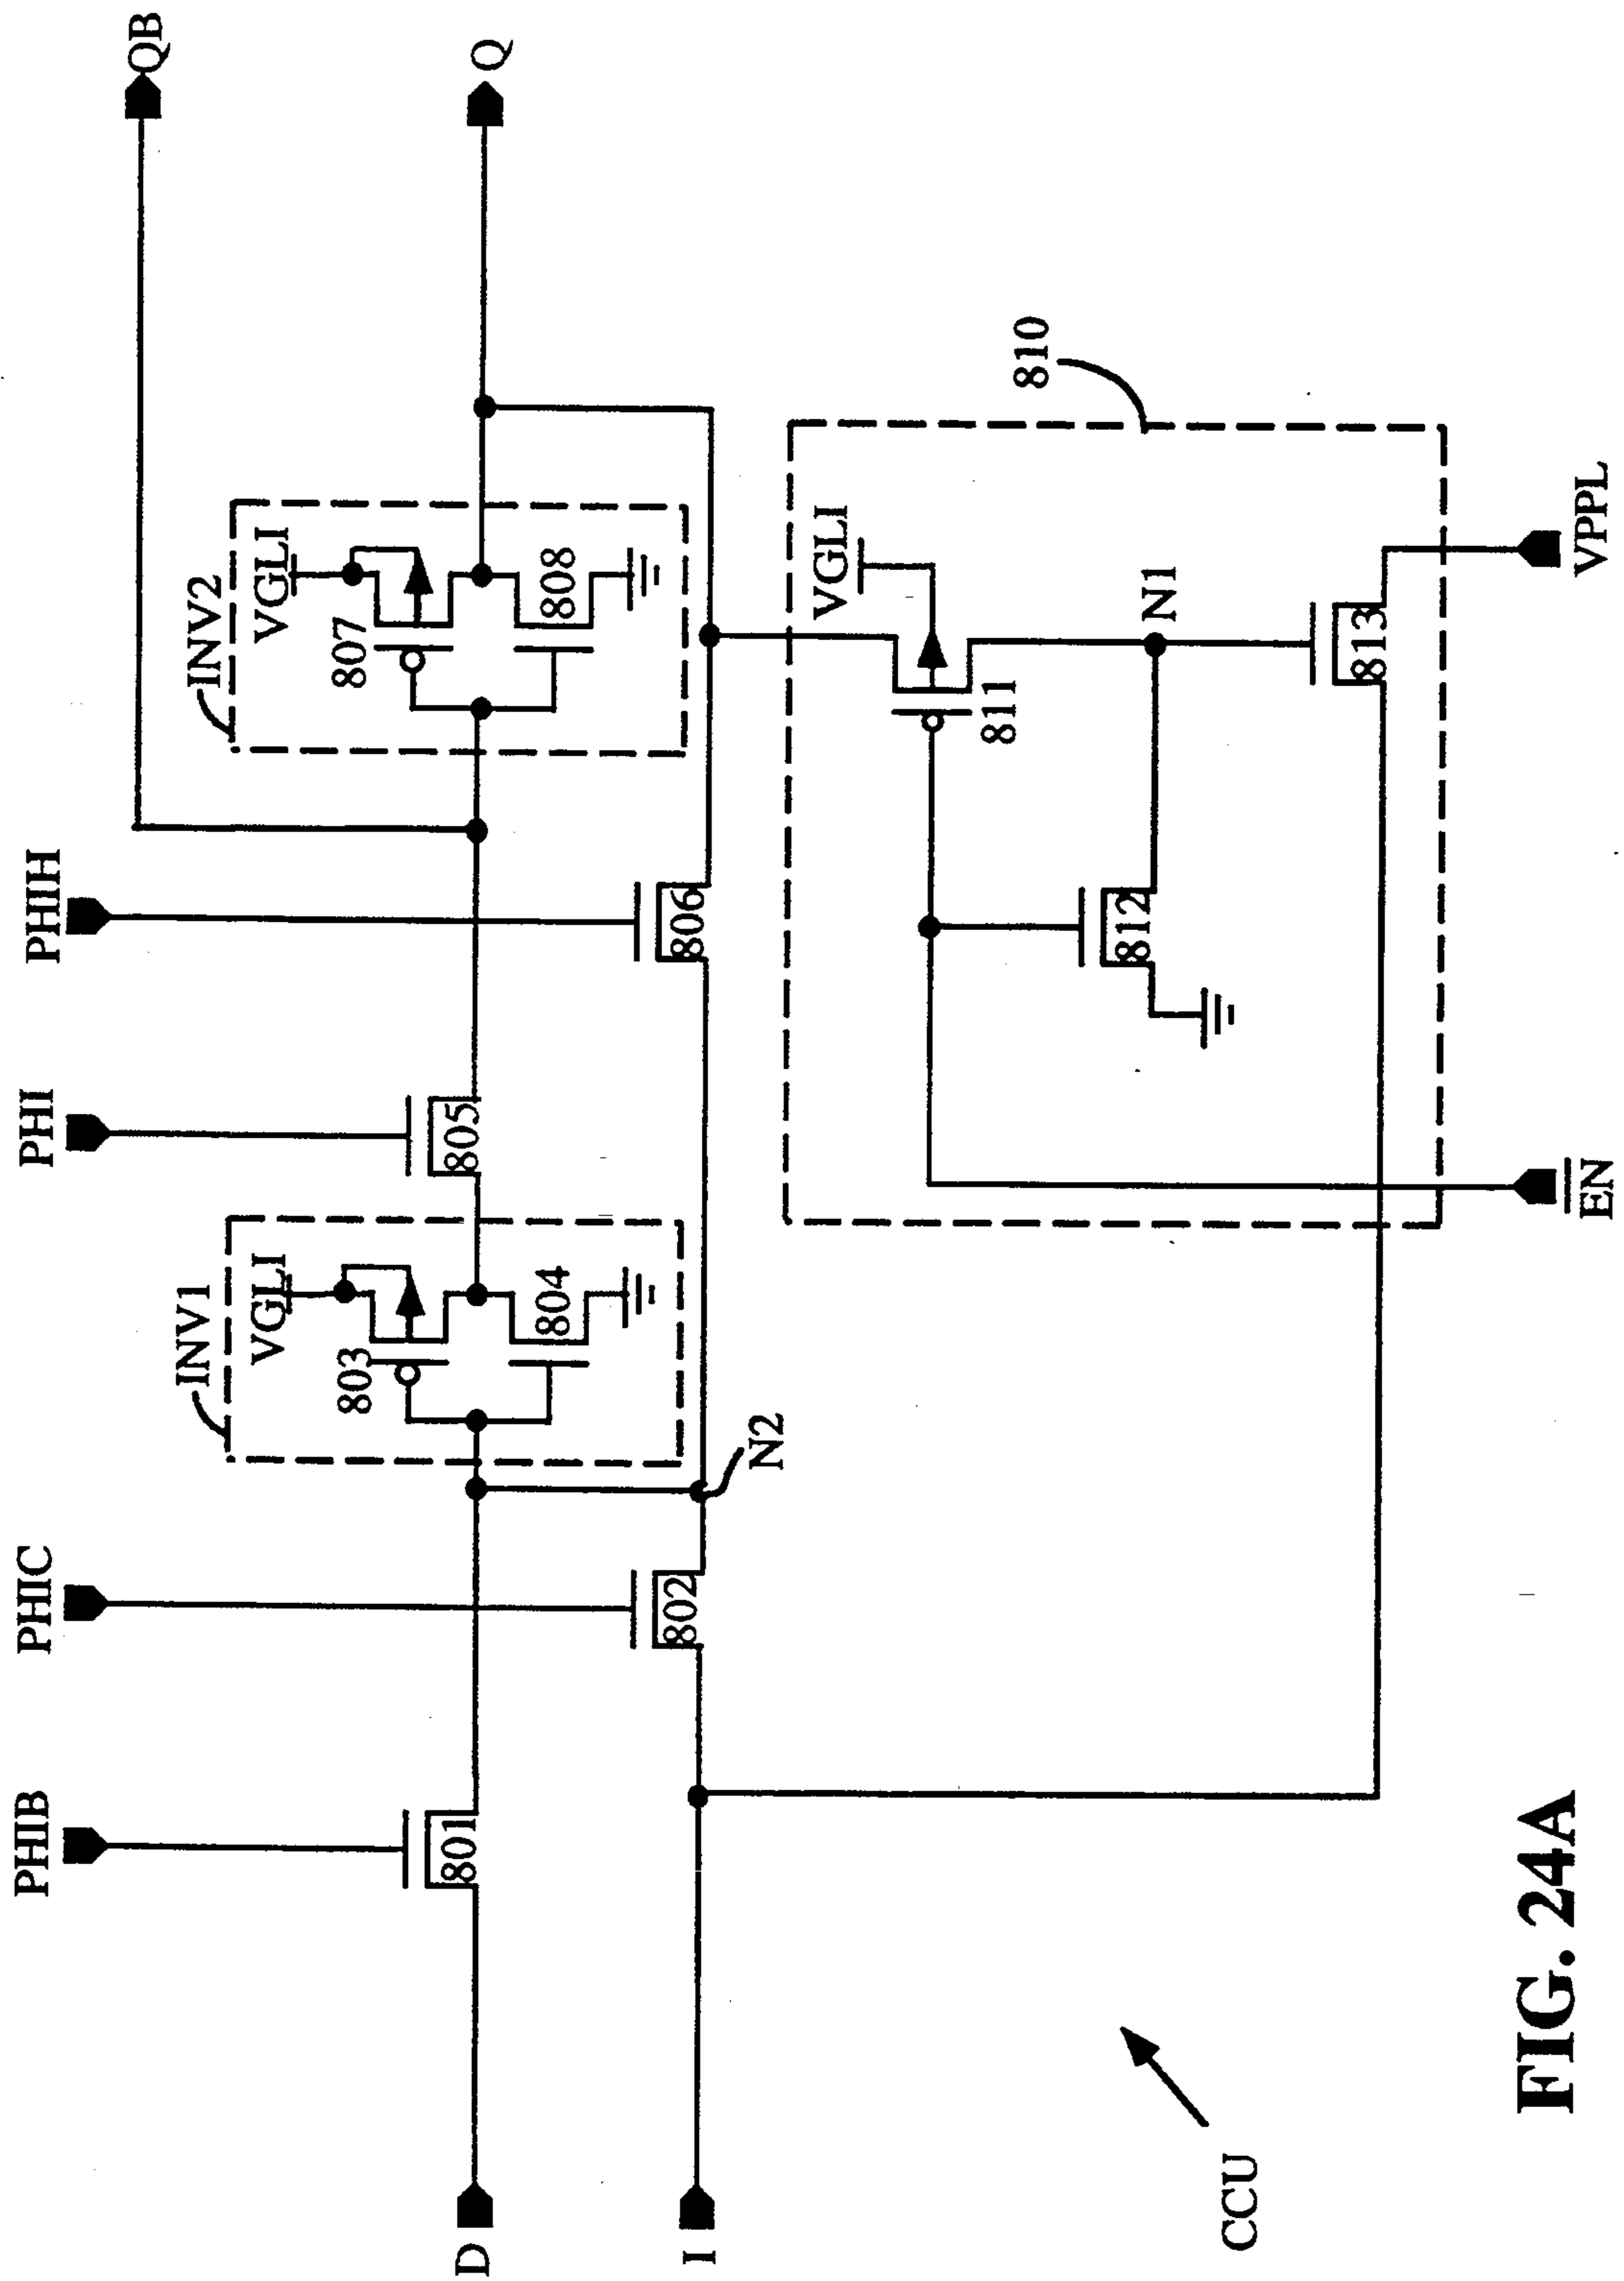 PHIB
PHIC
PHI
PHIH
QB
INV1
INV2
VGLI
VGLI
803
804
805
807
808
801
D
Q
802
806
I
N2
810
VGLI
811
812
N1
813
EN
VPPL
CCU
FIG. 24A